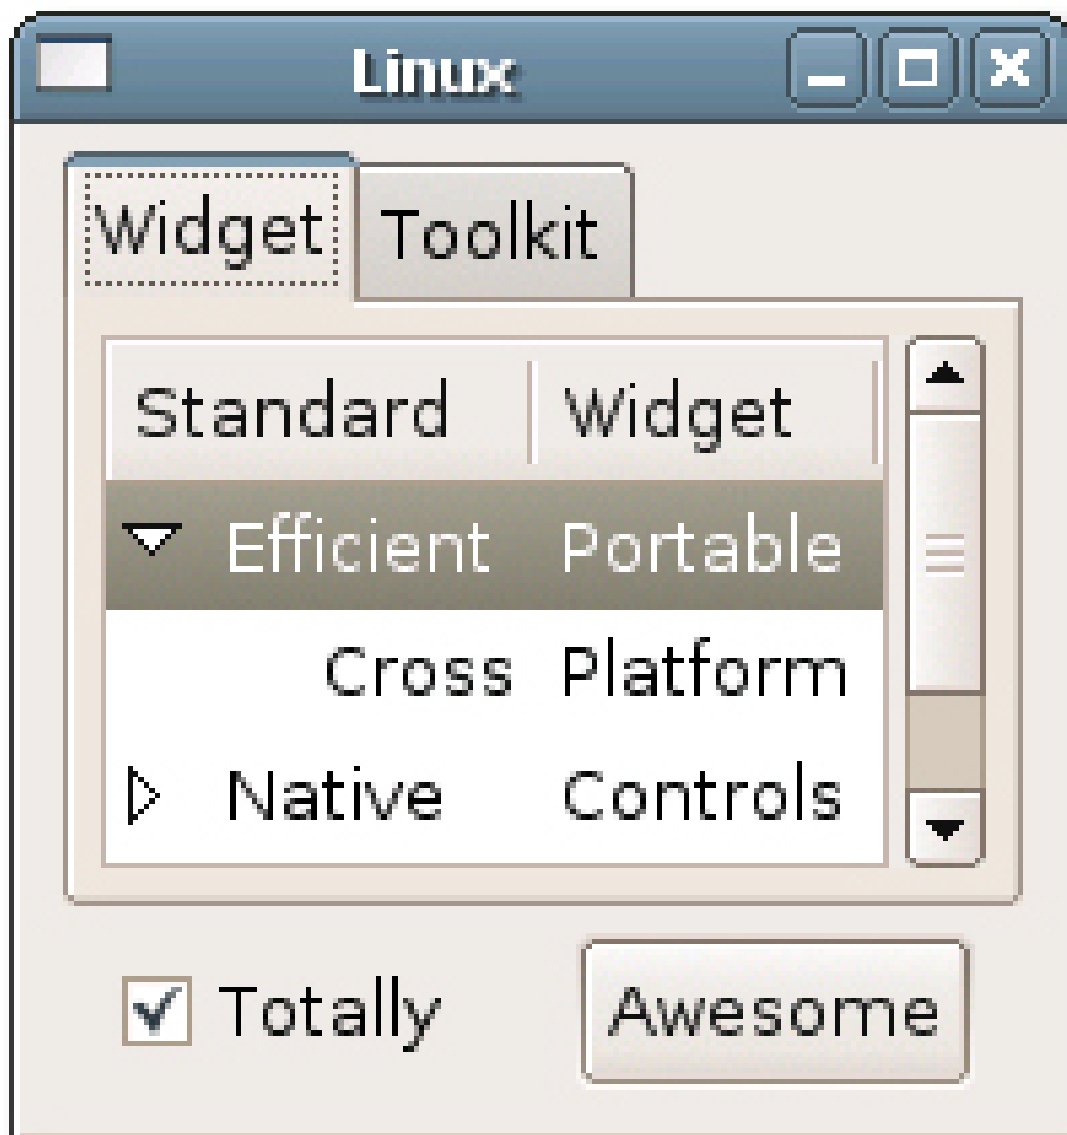 Linux
Widget Toolkit
Standard Widget
Efficient Portable
Cross Platform
Native Controls
Totally Awesome